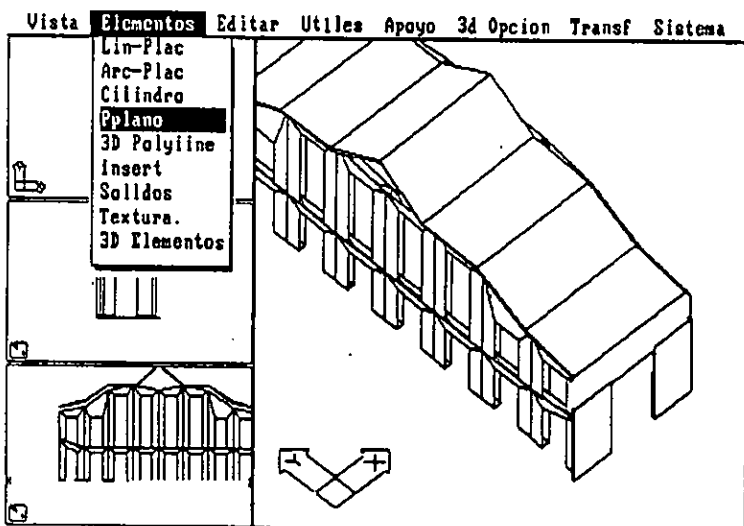 Vista Elementos Editar Utiles Apoyo 3d Opcion Transf Sistema
Lin-Plac
Arc-Plac
Cilindro
Pplano
3D Polyline
Insert
Solidos
Textura.
3D Elementos
Y X